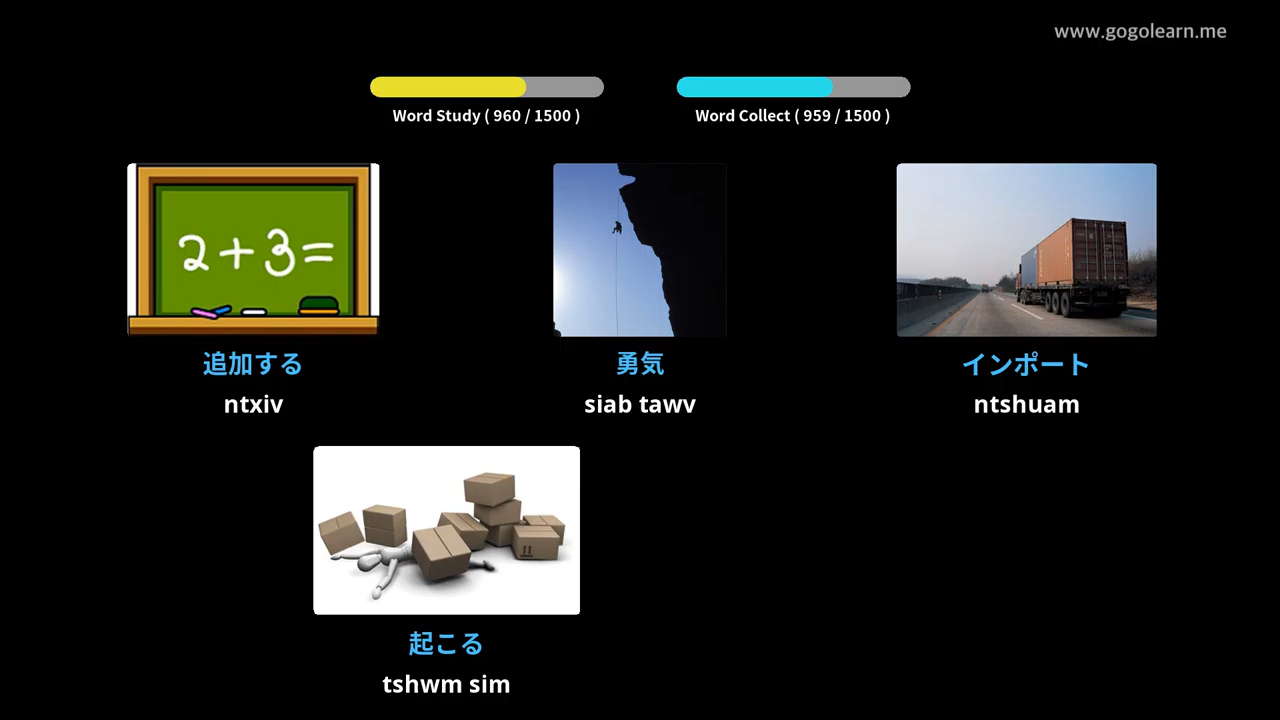 www.gogolearn.me
Word Study ( 960 / 1500 )
Word Collect ( 959 / 1500 )
2+3=
追加する
ntxiv
勇気
siab tawv
インポート
ntshuam
起こる
tshwm sim